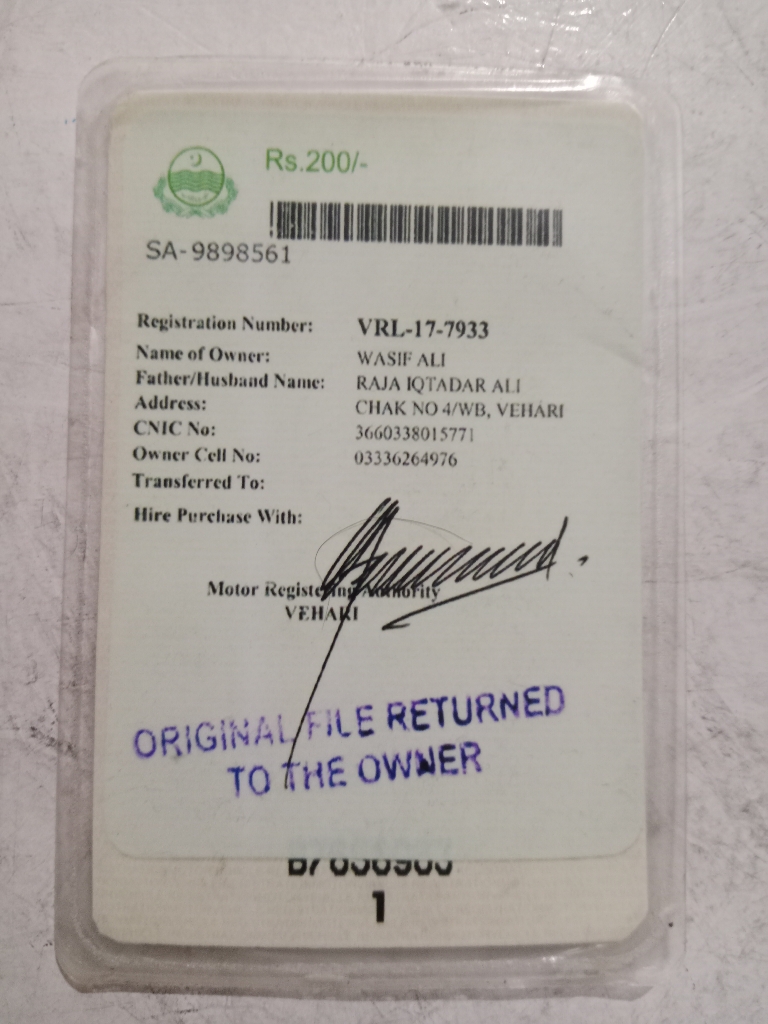 Rs.200/-
SA-9898561
Registration Number: VRL-17-7933
Name of Owner: WASIF ALI
Father/Husband Name: RAJA IQTADAR ALI
Address: CHAK NO 4/WB, VEHARI
CNIC No: 3660338015771
Owner Cell No: 03336264976
Transferred To:
Hire Purchase With:
Motor Registering Authority
VEHARI
ORIGINAL FILE RETURNED
TO THE OWNER
1